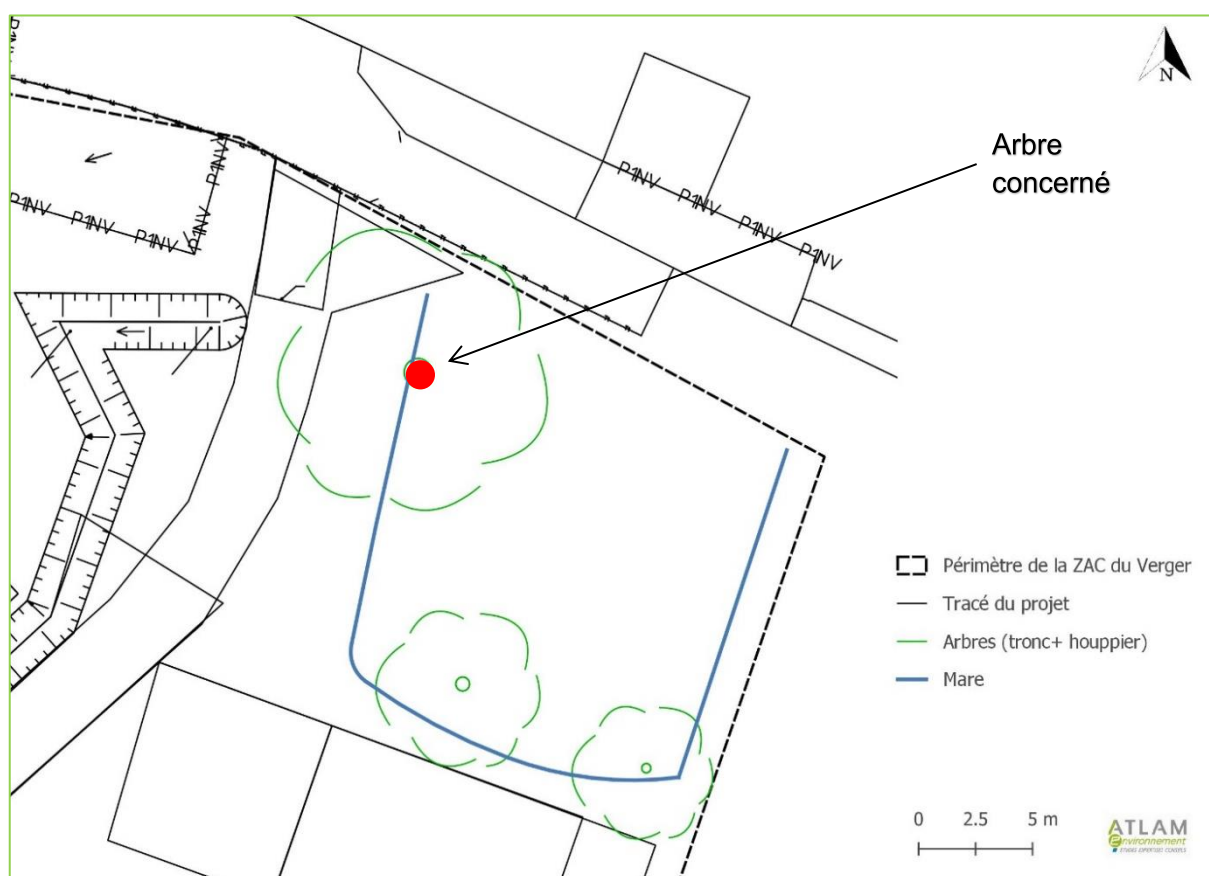 N
Arbre
concerné
P1NV P1NV P1NV P1NV
P1NV
P1NV P1NV P1NV P1NV
P1NV
Périmètre de la ZAC du Verger
Tracé du projet
Arbres (tronc+ houppier)
Mare
0 2.5 5 m
ATLAM
environnement